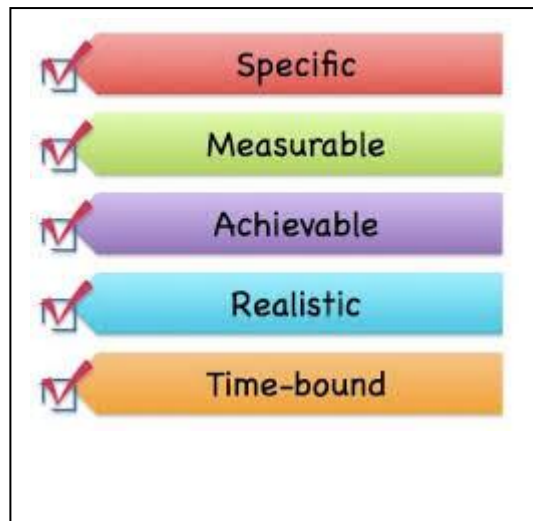 Specific
Measurable
Achievable
Realistic
Time-bound